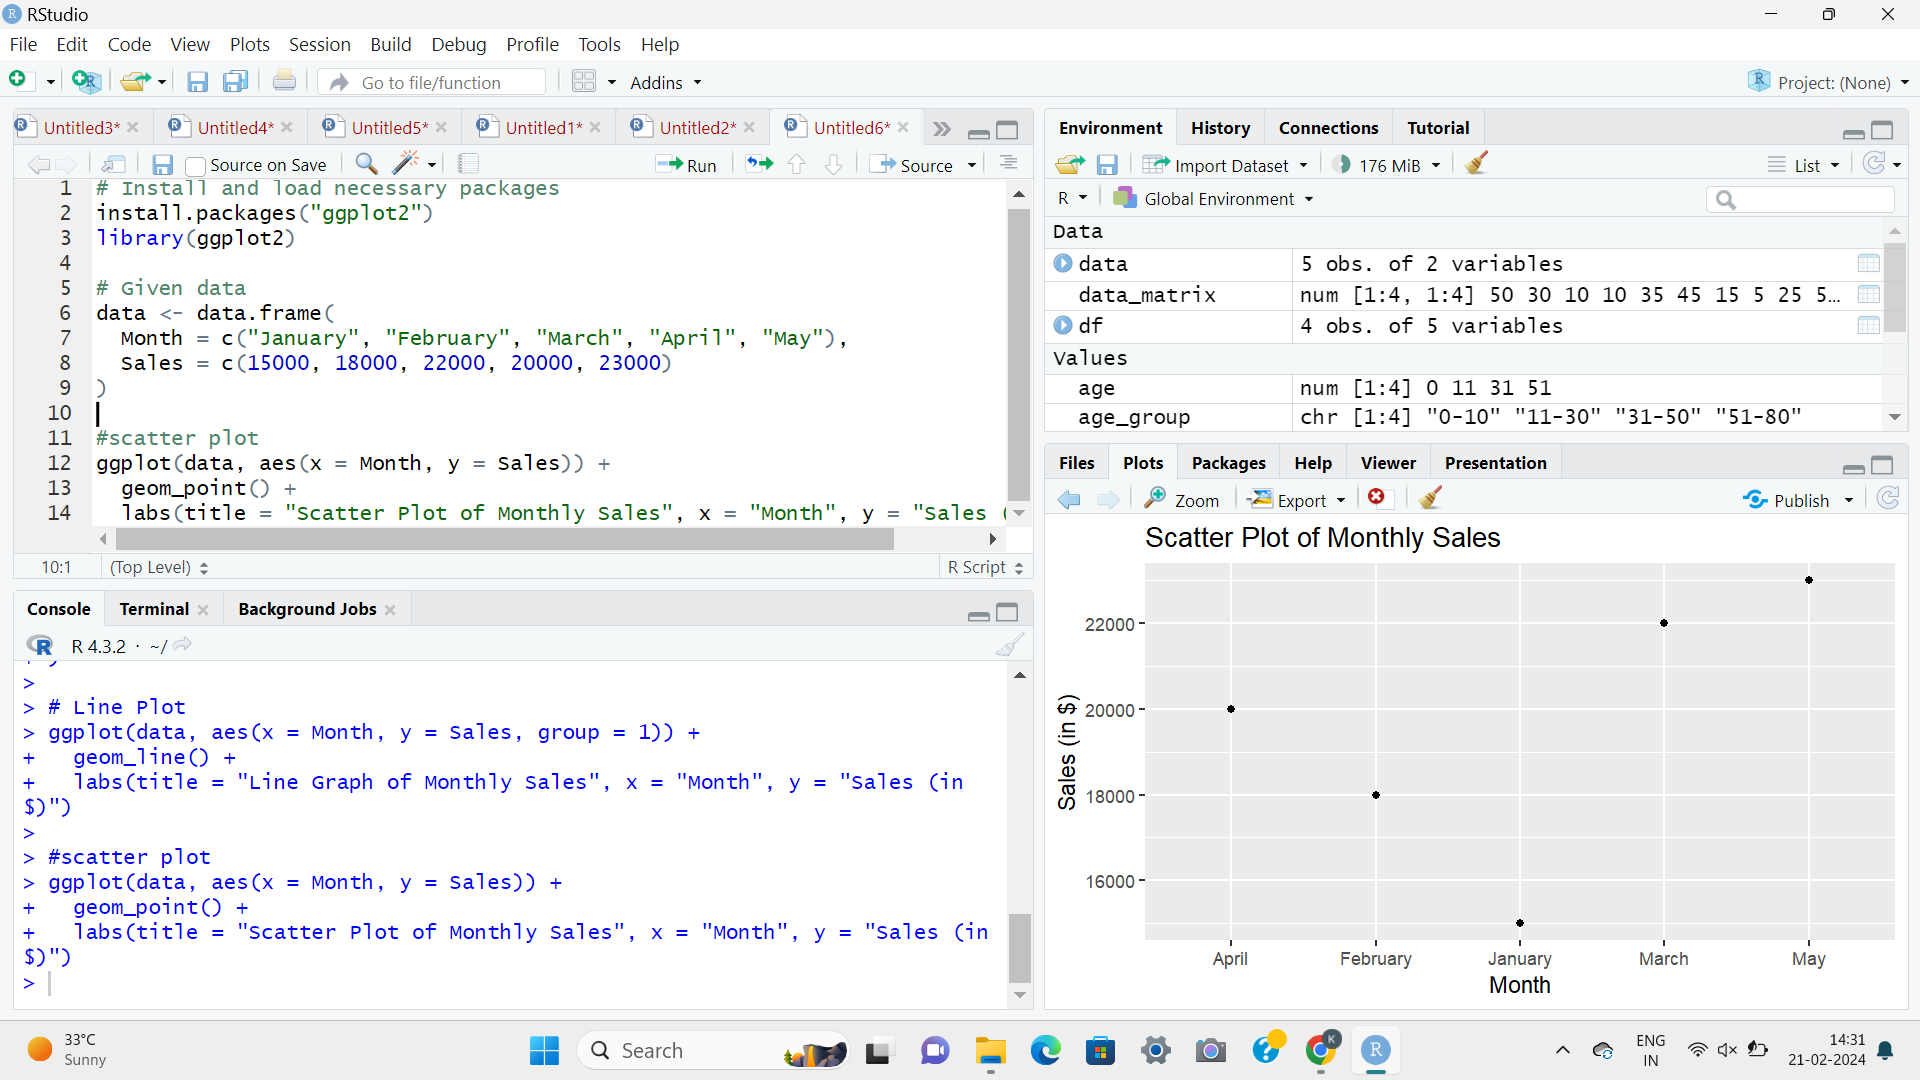 RStudio
File Edit Code View Plots Session Build Debug Profile Tools Help
Go to file/function Addins Project: (None)
Untitled3* Untitled4* Untitled5* Untitled1* Untitled2* Untitled6*
Source on Save Run Source
1 # Install and load necessary packages
2 install.packages("ggplot2")
3 library(ggplot2)
4
5 # Given data
6 data <- data.frame(
7 Month = c("January", "February", "March", "April", "May"),
8 Sales = c(15000, 18000, 22000, 20000, 23000)
9 )
10
11 #scatter plot
12 ggplot(data, aes(x = Month, y = Sales)) +
13 geom_point() +
14 labs(title = "Scatter Plot of Monthly Sales", x = "Month", y = "Sales (
10:1 (Top Level) R Script
Console Terminal Background Jobs
R 4.3.2 · ~/
>
> # Line Plot
> ggplot(data, aes(x = Month, y = Sales, group = 1)) +
+ geom_line() +
+ labs(title = "Line Graph of Monthly Sales", x = "Month", y = "Sales (in
$)")
>
> #scatter plot
> ggplot(data, aes(x = Month, y = Sales)) +
+ geom_point() +
+ labs(title = "Scatter Plot of Monthly Sales", x = "Month", y = "Sales (in
$)")
>
Environment History Connections Tutorial
Import Dataset 176 MiB List
R Global Environment
Data
data 5 obs. of 2 variables
data_matrix num [1:4, 1:4] 50 30 10 10 35 45 15 5 25 5...
df 4 obs. of 5 variables
Values
age num [1:4] 0 11 31 51
age_group chr [1:4] "0-10" "11-30" "31-50" "51-80"
Files Plots Packages Help Viewer Presentation
Zoom Export Publish
Scatter Plot of Monthly Sales
22000
20000
18000
16000
Sales (in $)
April February January March May
Month
33°C
Sunny
Search
K
R
ENG
IN
14:31
21-02-2024